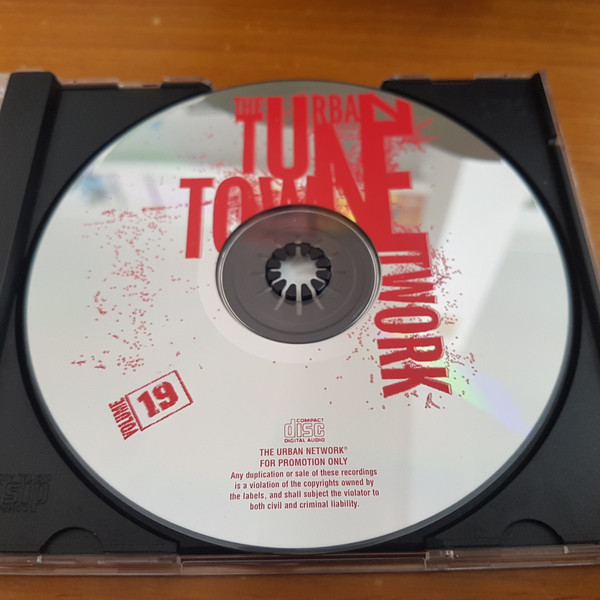 THE URBAN
TUNE
TOWN
NETWORK
VOLUME
19
COMPACT
disc
DIGITAL AUDIO
THE URBAN NETWORK®
FOR PROMOTION ONLY
Any duplication or sale of these recordings
is a violation of the copyrights owned by
the labels, and shall subject the violator to
both civil and criminal liability.